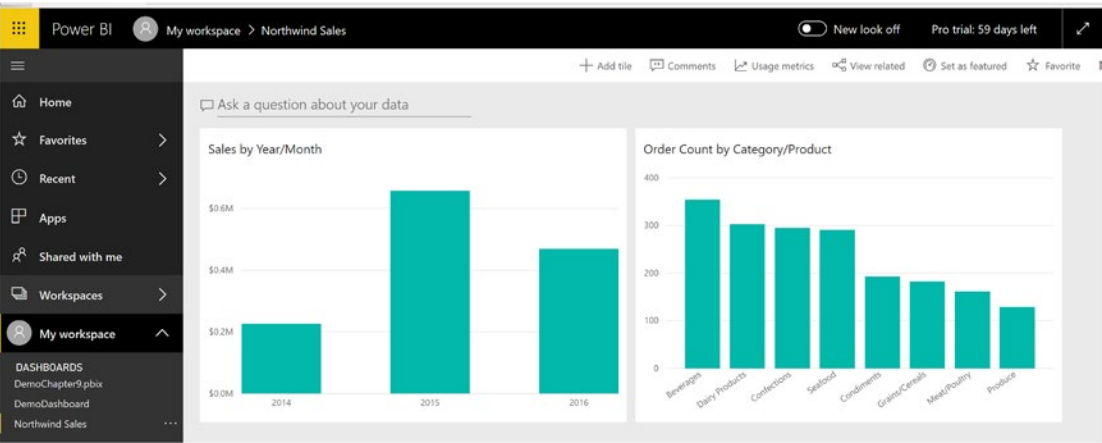 Power BI My workspace > Northwind Sales New look off Pro trial: 59 days left
Add tile Comments Usage metrics View related Set as featured Favorite
Home
Favorites
Recent
Apps
Shared with me
Workspaces
My workspace
DASHBOARDS
DemoChapter9.pbix
DemoDashboard
Northwind Sales ...
Ask a question about your data
Sales by Year/Month
$0.6M
$0.4M
$0.2M
$0.0M
2014 2015 2016
Order Count by Category/Product
400
300
200
100
0
Beverages Dairy Products Confections Seafood Condiments Grains/Cereals Meat/Poultry Produce